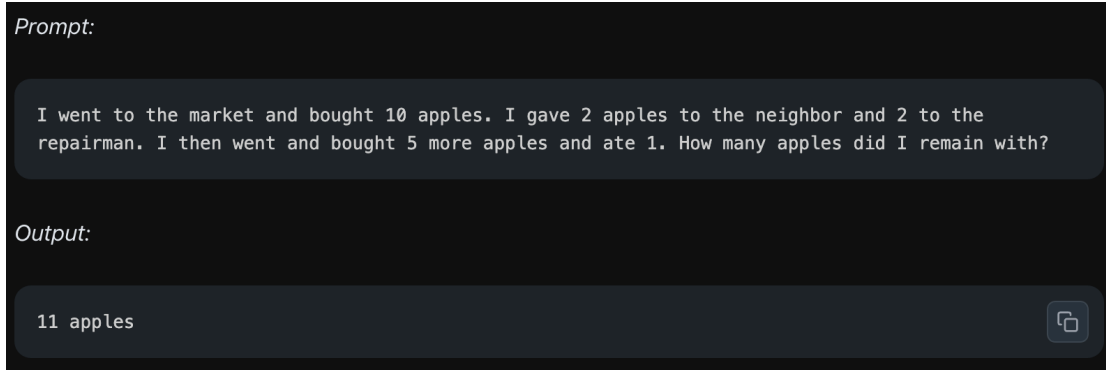 Prompt:
I went to the market and bought 10 apples. I gave 2 apples to the neighbor and 2 to the
repairman. I then went and bought 5 more apples and ate 1. How many apples did I remain with?
Output:
11 apples